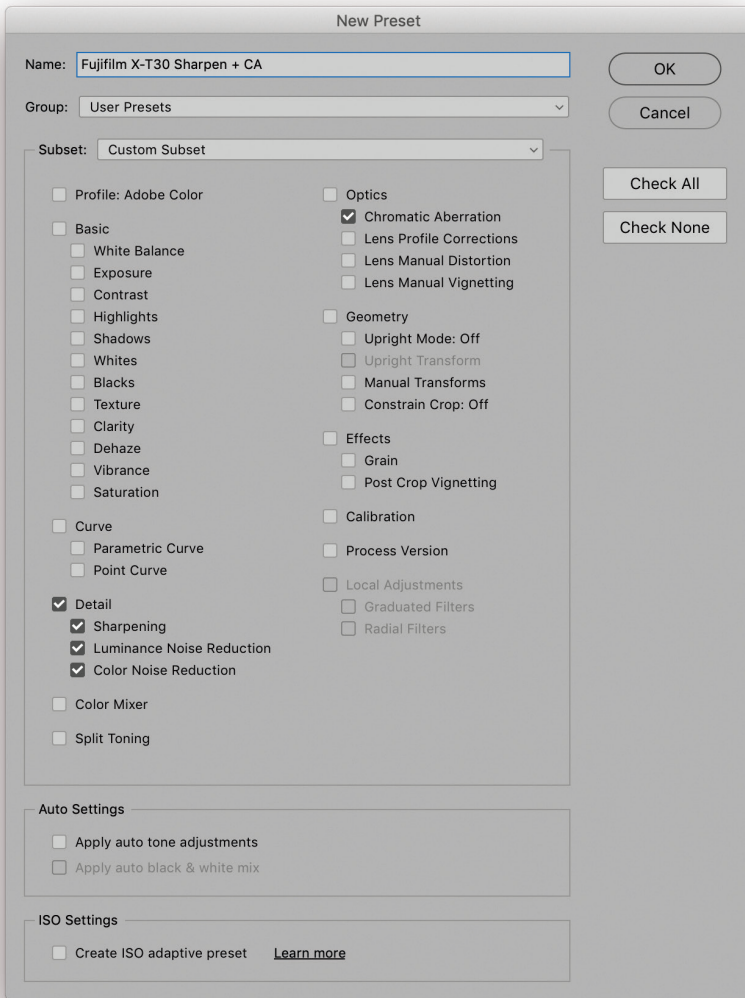 New Preset
Name: Fujifilm X-T30 Sharpen + CA
OK
Group: User Presets
Cancel
Subset: Custom Subset
Check All
Check None
Profile: Adobe Color
Basic
White Balance
Exposure
Contrast
Highlights
Shadows
Whites
Blacks
Texture
Clarity
Dehaze
Vibrance
Saturation
Curve
Parametric Curve
Point Curve
Detail
Sharpening
Luminance Noise Reduction
Color Noise Reduction
Color Mixer
Split Toning
Optics
Chromatic Aberration
Lens Profile Corrections
Lens Manual Distortion
Lens Manual Vignetting
Geometry
Upright Mode: Off
Upright Transform
Manual Transforms
Constrain Crop: Off
Effects
Grain
Post Crop Vignetting
Calibration
Process Version
Local Adjustments
Graduated Filters
Radial Filters
Auto Settings
Apply auto tone adjustments
Apply auto black & white mix
ISO Settings
Create ISO adaptive preset Learn more